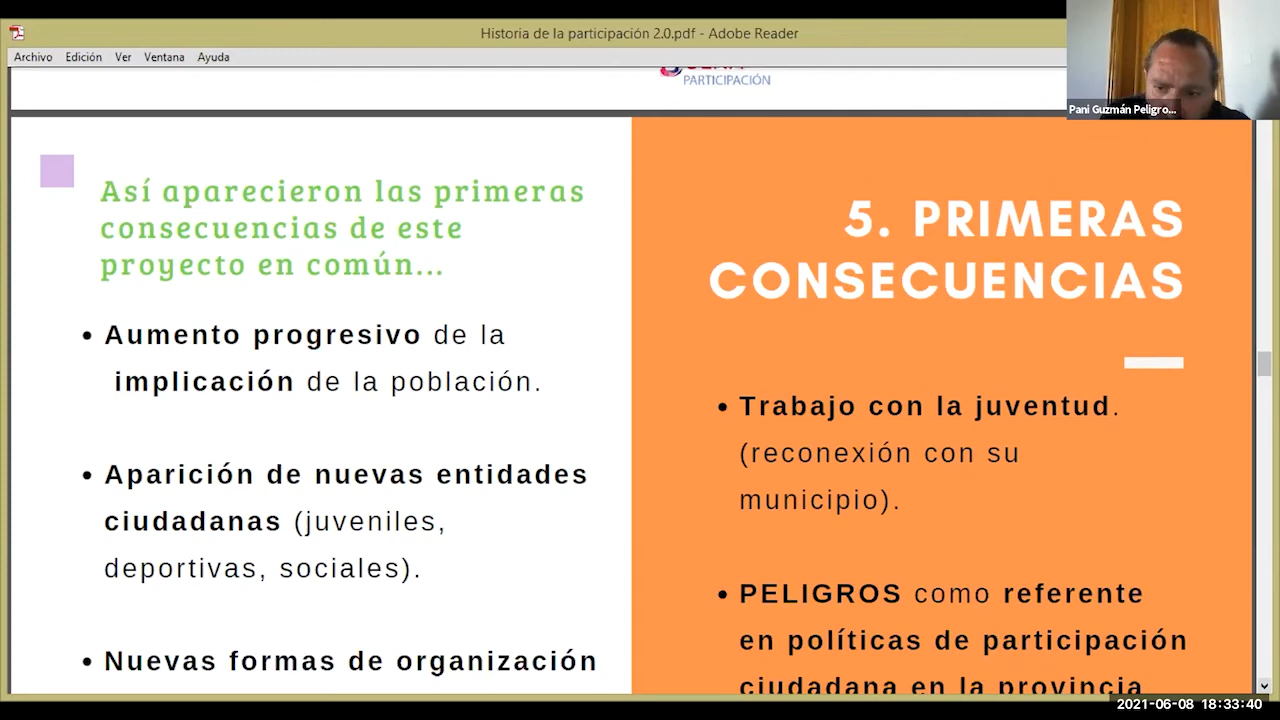 Historia de la participación 2.0.pdf - Adobe Reader
Archivo Edición Ver Ventana Ayuda
Pani Guzmán Peligro...
PARTICIPACIÓN
Así aparecieron las primeras
consecuencias de este
proyecto en común...
• Aumento progresivo de la
implicación de la población.
• Aparición de nuevas entidades
ciudadanas (juveniles,
deportivas, sociales).
• Nuevas formas de organización
5. PRIMERAS
CONSECUENCIAS
• Trabajo con la juventud.
(reconexión con su
municipio).
• PELIGROS como referente
en políticas de participación
ciudadana en la provincia
2021-06-08 18:33:40